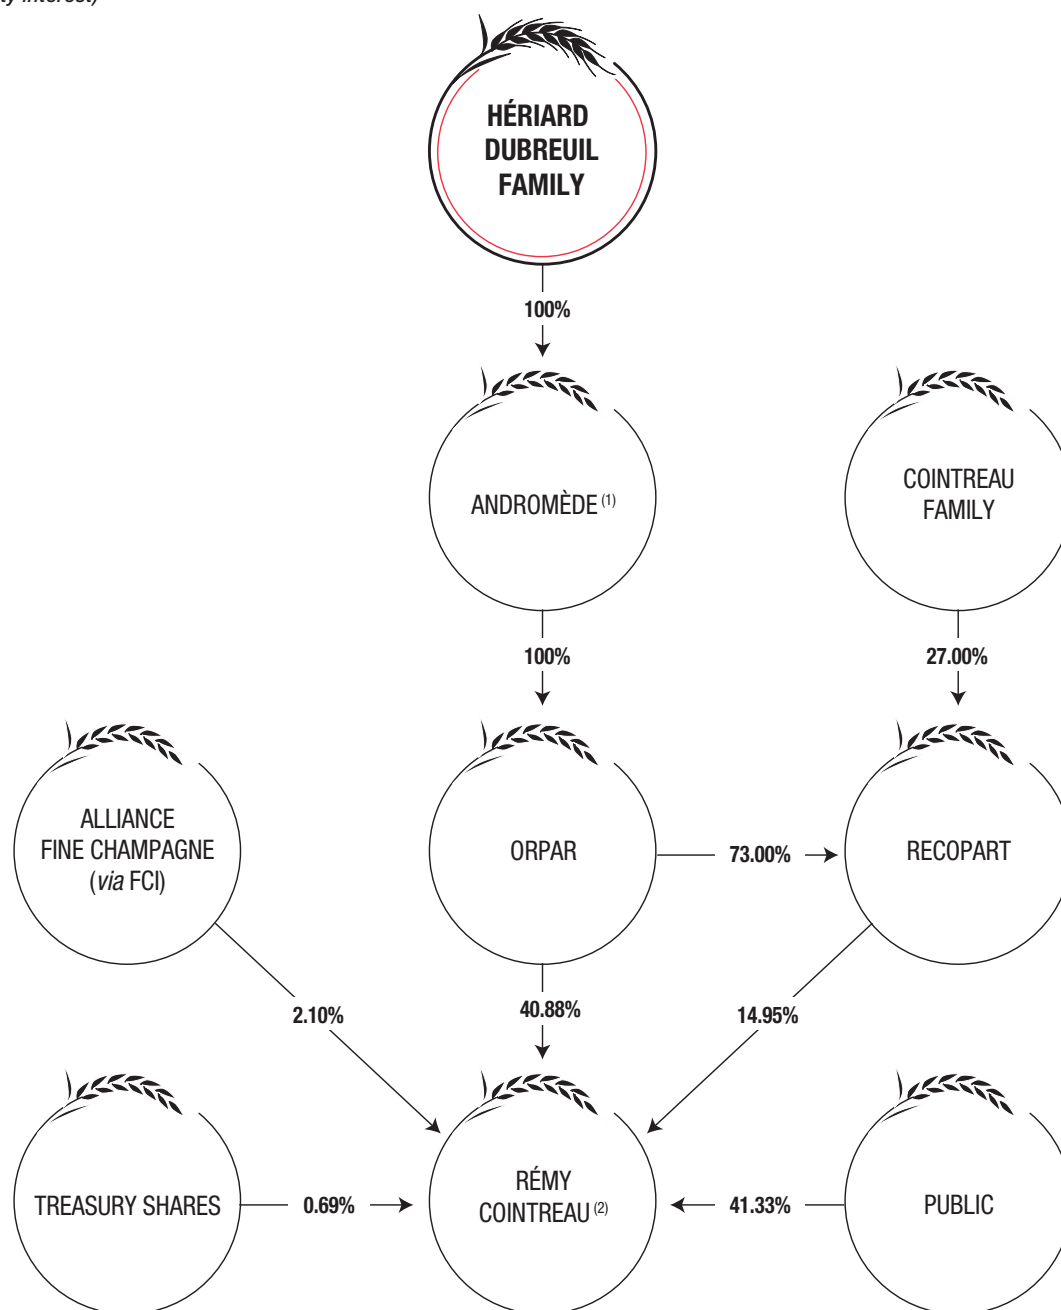 HÉRIARD
DUBREUIL
FAMILY
100%
ANDROMÈDE (1)
COINTREAU
FAMILY
100%
27.00%
ALLIANCE
FINE CHAMPAGNE
(via FCI)
ORPAR
73.00%
RECOPART
2.10%
40.88%
14.95%
TREASURY SHARES
0.69%
RÉMY
COINTREAU (2)
41.33%
PUBLIC